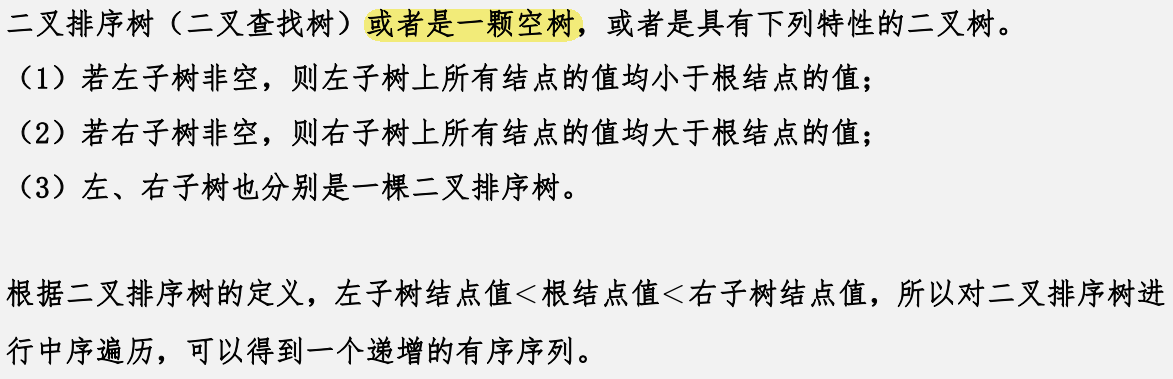 二叉排序树（二叉查找树）或者是一颗空树，或者是具有下列特性的二叉树。
（1）若左子树非空，则左子树上所有结点的值均小于根结点的值；
（2）若右子树非空，则右子树上所有结点的值均大于根结点的值；
（3）左、右子树也分别是一棵二叉排序树。
根据二叉排序树的定义，左子树结点值＜根结点值＜右子树结点值，所以对二叉排序树进
行中序遍历，可以得到一个递增的有序序列。